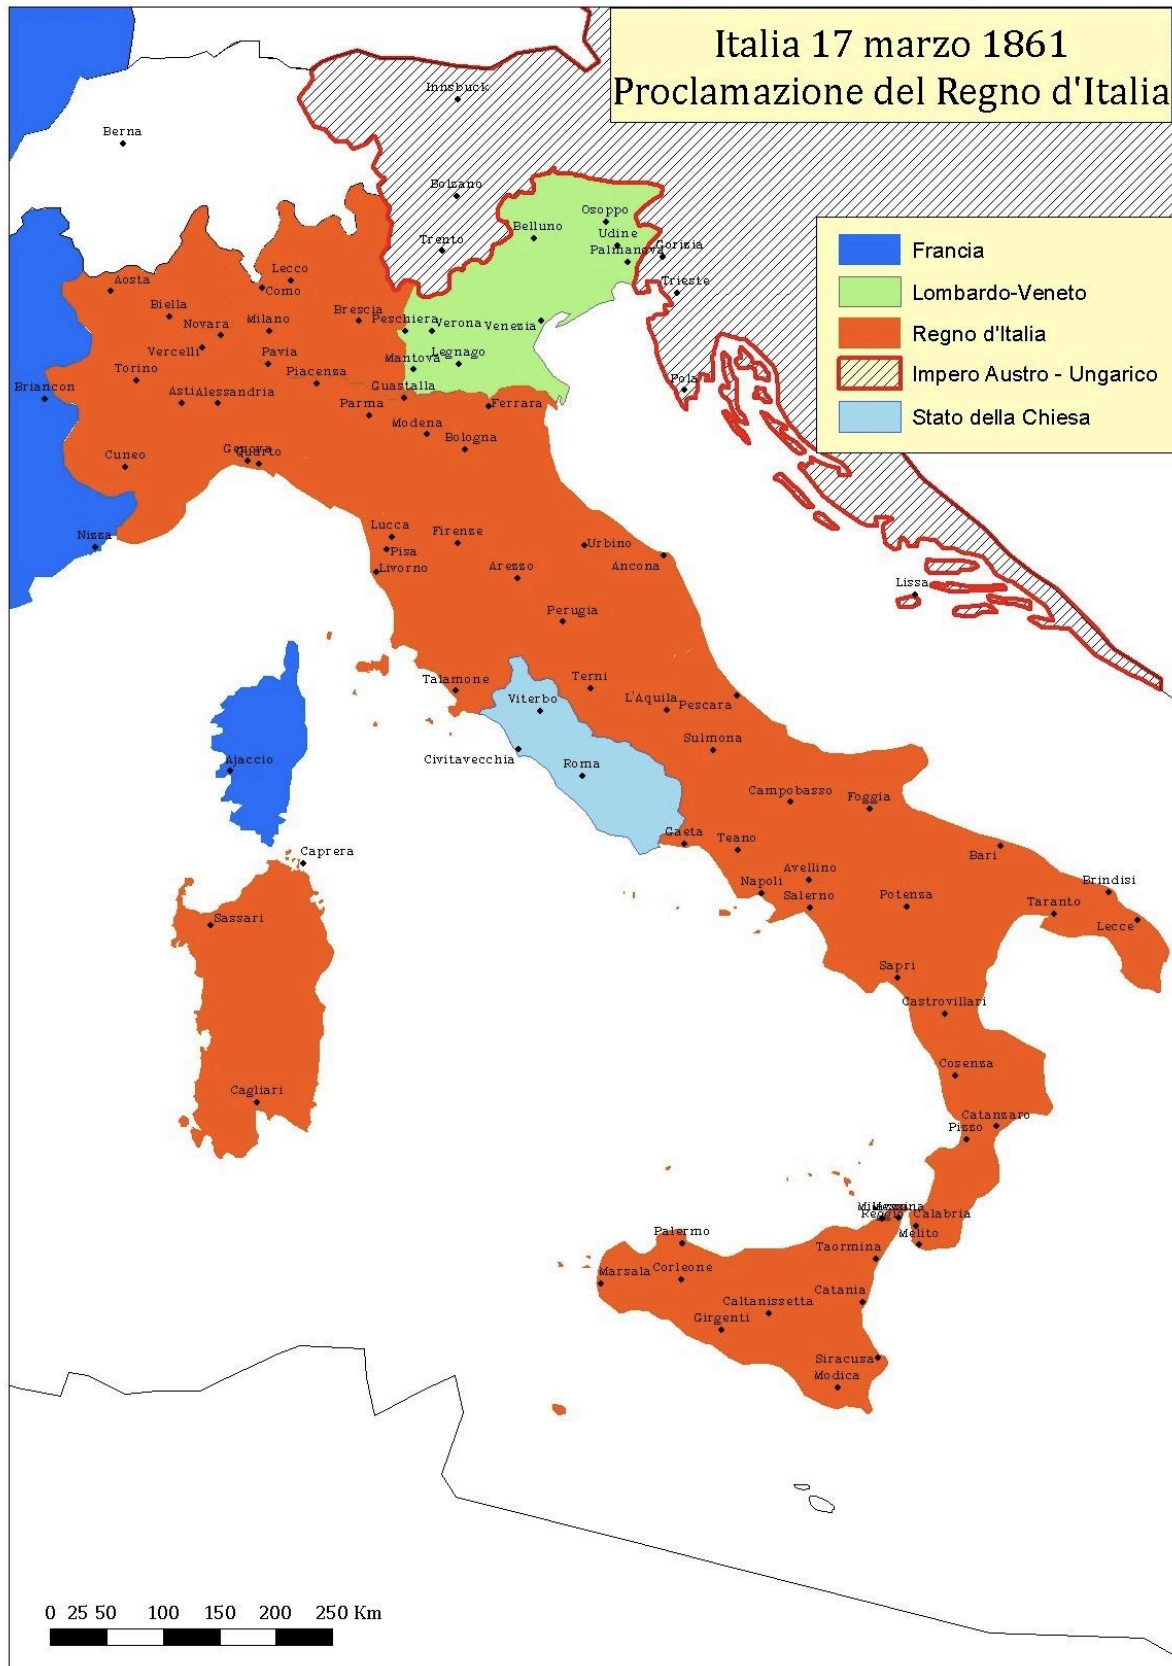 Italia 17 marzo 1861
Proclamazione del Regno d'Italia
Francia
Lombardo-Veneto
Regno d'Italia
Impero Austro - Ungarico
Stato della Chiesa
Innsbuck
Berna
Bolsano
Osoppo
Belluno
Udine
Trento
Palmanova
Gorizia
Aosta
Lecco
Como
Trieste
Biella
Novara
Milano
Brescia
Peschiera
Verona
Venezia
Vercelli
Pavia
Mantova
Legnago
Torino
Piacenza
Briancon
Asti
Alessandria
Guastalla
Pola
Parma
Ferrara
Modena
Bologna
Cuneo
Genova
Quarto
Nizza
Lucca
Firenze
Pisa
Urbino
Livorno
Arezzo
Ancona
Lissa
Perugia
Talamone
Terni
Viterbo
L'Aquila
Pescara
Civitavecchia
Sulmona
Ajaccio
Roma
Campobasso
Foggia
Gaeta
Teano
Caprera
Bari
Avellino
Napoli
Salerno
Potenza
Brindisi
Taranto
Sassari
Lecce
Sapri
Castrovillari
Cosenza
Cagliari
Catanzaro
Pizzo
Messina
Reggio
Calabria
Palermo
Melito
Taormina
Marsala
Corleone
Catania
Caltanissetta
Girgenti
Siracusa
Modica
0 25 50 100 150 200 250 Km